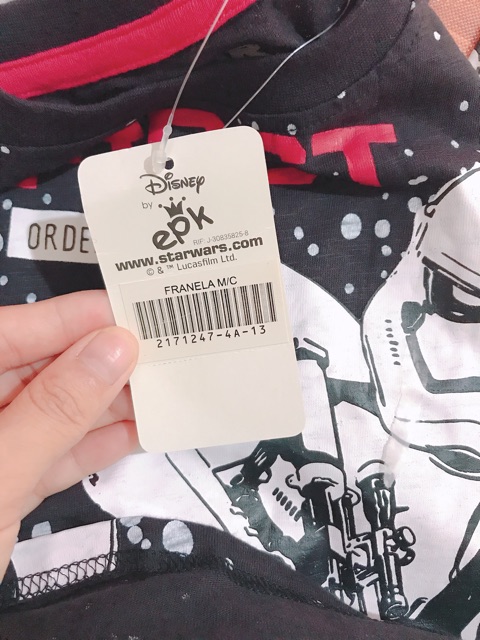 Disney
by
epk
RIF: J-30835825-8
www.starwars.com
© & ™ Lucasfilm Ltd.
FRANELA M/C
2171247-4A-13
ORDE